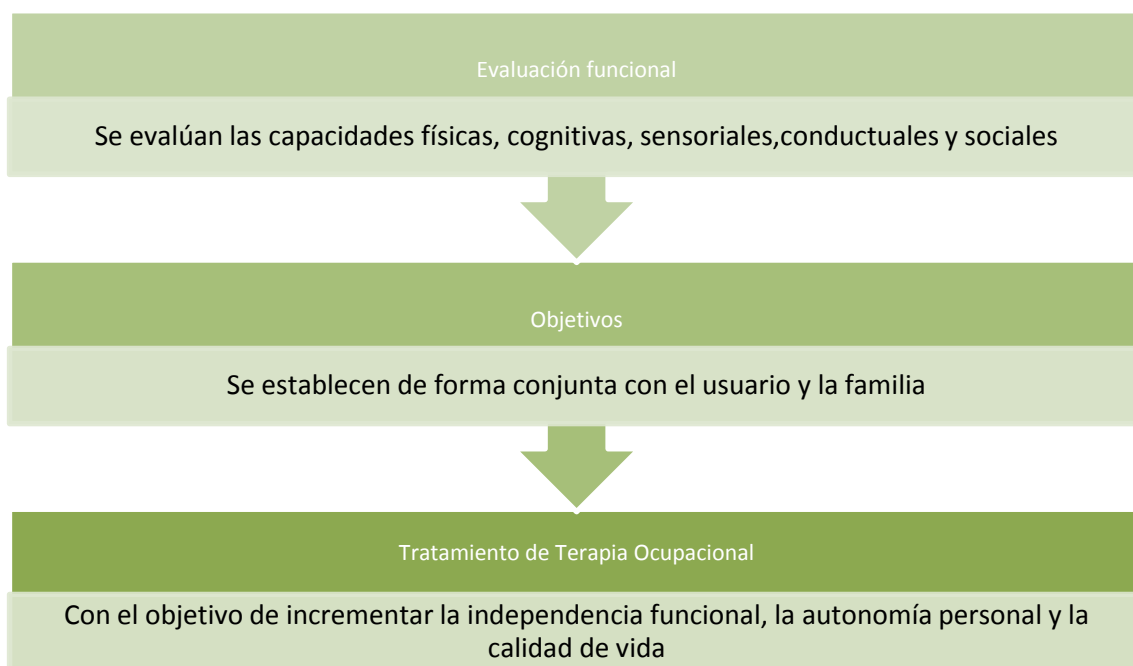 Evaluación funcional
Se evalúan las capacidades físicas, cognitivas, sensoriales,conductuales y sociales
Objetivos
Se establecen de forma conjunta con el usuario y la familia
Tratamiento de Terapia Ocupacional
Con el objetivo de incrementar la independencia funcional, la autonomía personal y la
calidad de vida